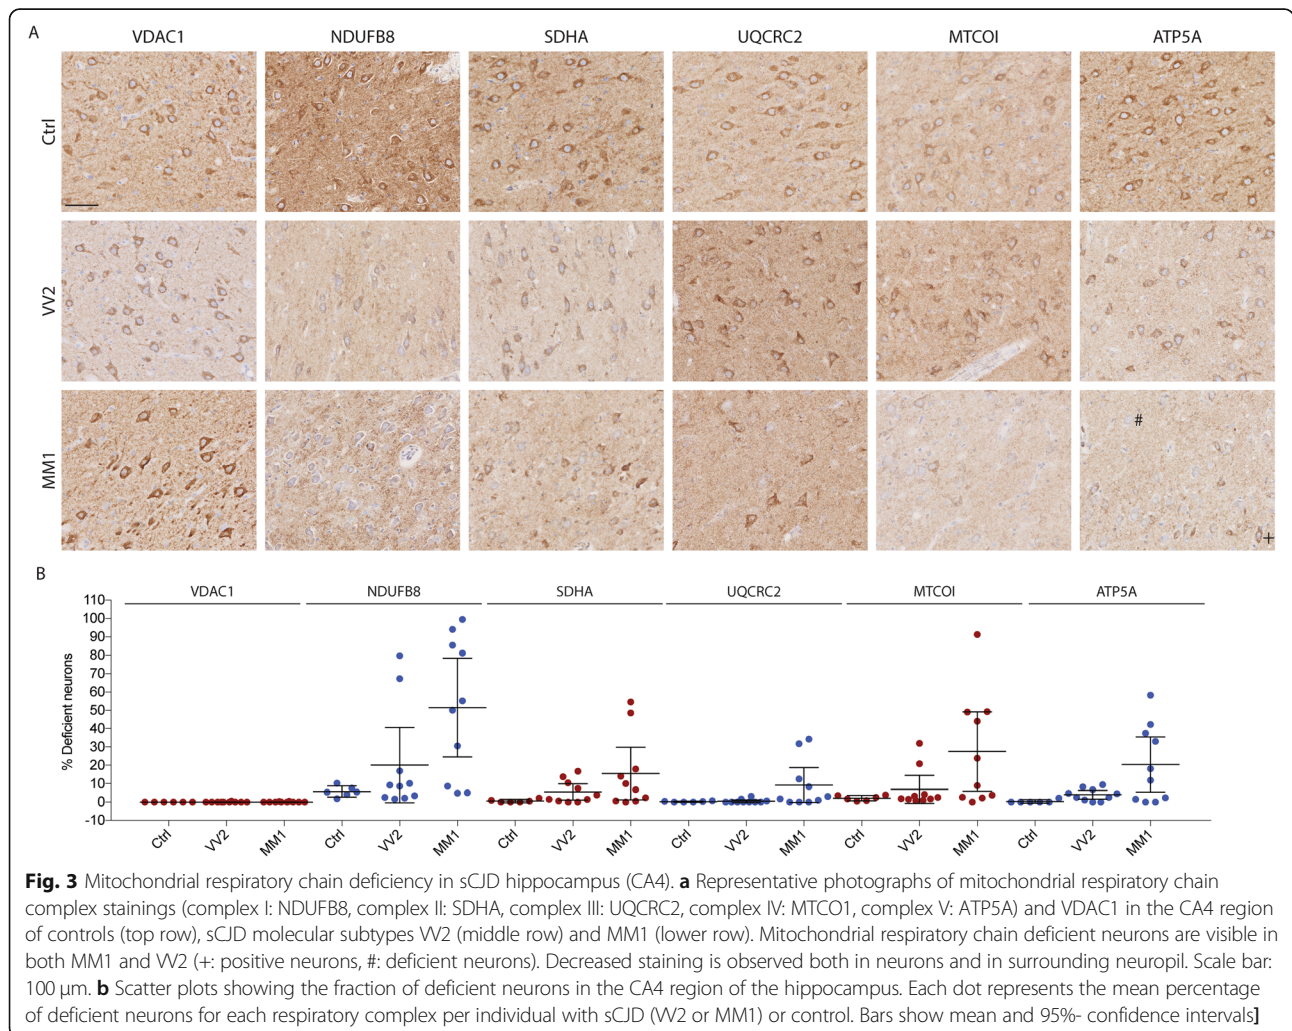 A
VDAC1 NDUFB8 SDHA UQCRC2 MTCOI ATP5A
Ctrl
VV2
MM1
#
+
B
VDAC1 NDUFB8 SDHA UQCRC2 MTCOI ATP5A
% Deficient neurons
110
100
90
80
70
60
50
40
30
20
10
0
-10
Ctrl VV2 MM1 Ctrl VV2 MM1 Ctrl VV2 MM1 Ctrl VV2 MM1 Ctrl VV2 MM1 Ctrl VV2 MM1
Fig. 3 Mitochondrial respiratory chain deficiency in sCJD hippocampus (CA4). a Representative photographs of mitochondrial respiratory chain
complex stainings (complex I: NDUFB8, complex II: SDHA, complex III: UQCRC2, complex IV: MTCO1, complex V: ATP5A) and VDAC1 in the CA4 region
of controls (top row), sCJD molecular subtypes VV2 (middle row) and MM1 (lower row). Mitochondrial respiratory chain deficient neurons are visible in
both MM1 and VV2 (+: positive neurons, #: deficient neurons). Decreased staining is observed both in neurons and in surrounding neuropil. Scale bar:
100 μm. b Scatter plots showing the fraction of deficient neurons in the CA4 region of the hippocampus. Each dot represents the mean percentage
of deficient neurons for each respiratory complex per individual with sCJD (VV2 or MM1) or control. Bars show mean and 95%- confidence intervals]